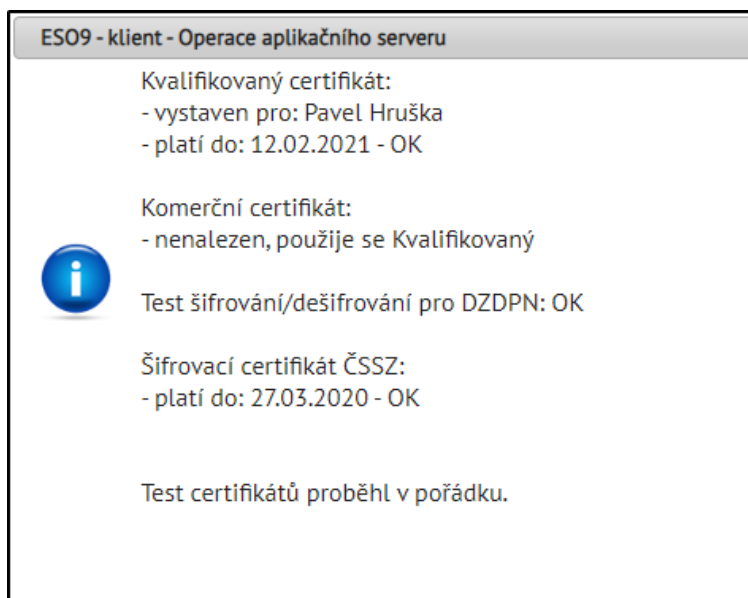 ESO9 - klient - Operace aplikačního serveru
Kvalifikovaný certifikát:
- vystaven pro: Pavel Hruška
- platí do: 12.02.2021 - OK
Komerční certifikát:
- nenalezen, použije se Kvalifikovaný
Test šifrování/dešifrování pro DZDPN: OK
Šifrovací certifikát ČSSZ:
- platí do: 27.03.2020 - OK
Test certifikátů proběhl v pořádku.